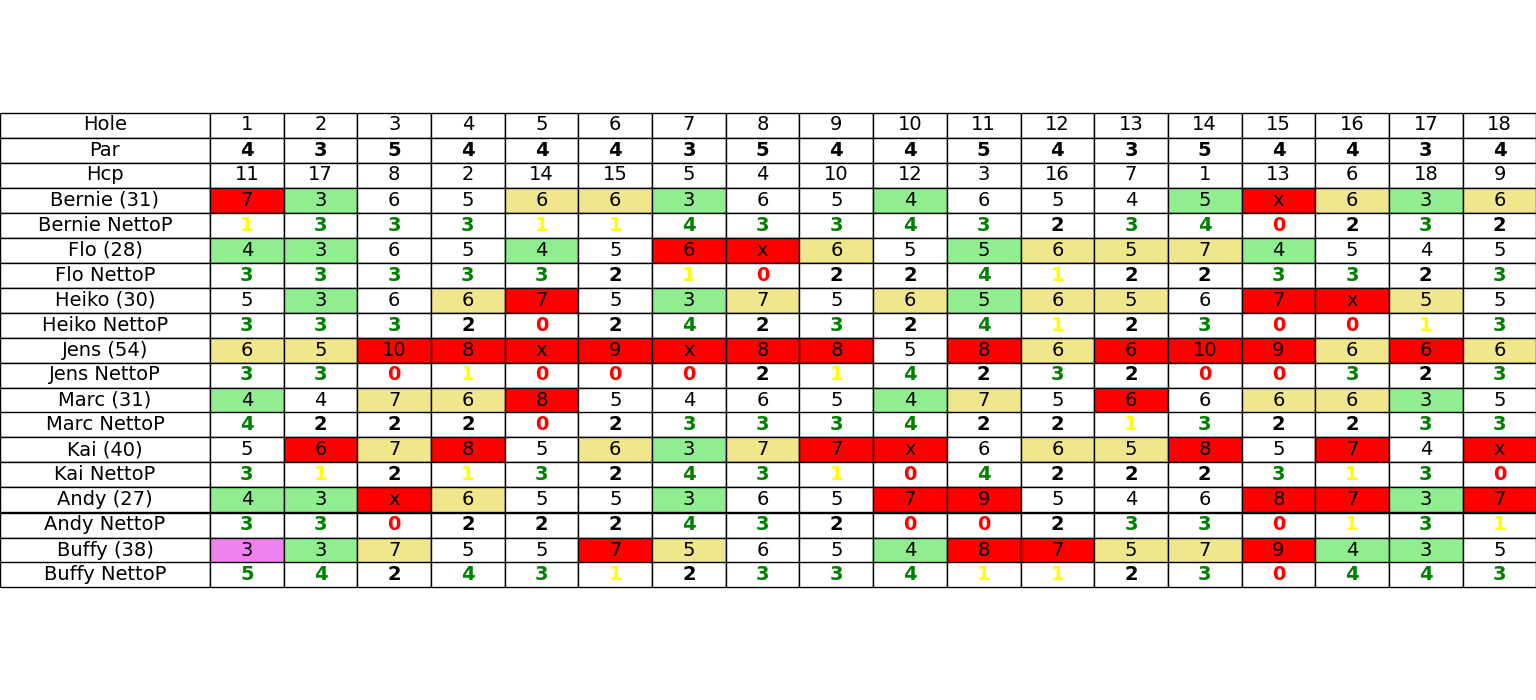 Hole 1 2 3 4 5 6 7 8 9 10 11 12 13 14 15 16 17 18
Par 4 3 5 4 4 4 3 5 4 4 5 4 3 5 4 4 3 4
Hcp 11 17 8 2 14 15 5 4 10 12 3 16 7 1 13 6 18 9
Bernie (31) 7 3 6 5 6 6 3 6 5 4 6 5 4 5 x 6 3 6
Bernie NettoP 1 3 3 3 1 1 4 3 3 4 3 2 3 4 0 2 3 2
Flo (28) 4 3 6 5 4 5 6 x 6 5 5 6 5 7 4 5 4 5
Flo NettoP 3 3 3 3 3 2 1 0 2 2 4 1 2 2 3 3 2 3
Heiko (30) 5 3 6 6 7 5 3 7 5 6 5 6 5 6 7 x 5 5
Heiko NettoP 3 3 3 2 0 2 4 2 3 2 4 1 2 3 0 0 1 3
Jens (54) 6 5 10 8 x 9 x 8 8 5 8 6 6 10 9 6 6 6
Jens NettoP 3 3 0 1 0 0 0 2 1 4 2 3 2 0 0 3 2 3
Marc (31) 4 4 7 6 8 5 4 6 5 4 7 5 6 6 6 6 3 5
Marc NettoP 4 2 2 2 0 2 3 3 3 4 2 2 1 3 2 2 3 3
Kai (40) 5 6 7 8 5 6 3 7 7 x 6 6 5 8 5 7 4 x
Kai NettoP 3 1 2 1 3 2 4 3 1 0 4 2 2 2 3 1 3 0
Andy (27) 4 3 x 6 5 5 3 6 5 7 9 5 4 6 8 7 3 7
Andy NettoP 3 3 0 2 2 2 4 3 2 0 0 2 3 3 0 1 3 1
Buffy (38) 3 3 7 5 5 7 5 6 5 4 8 7 5 7 9 4 3 5
Buffy NettoP 5 4 2 4 3 1 2 3 3 4 1 1 2 3 0 4 4 3